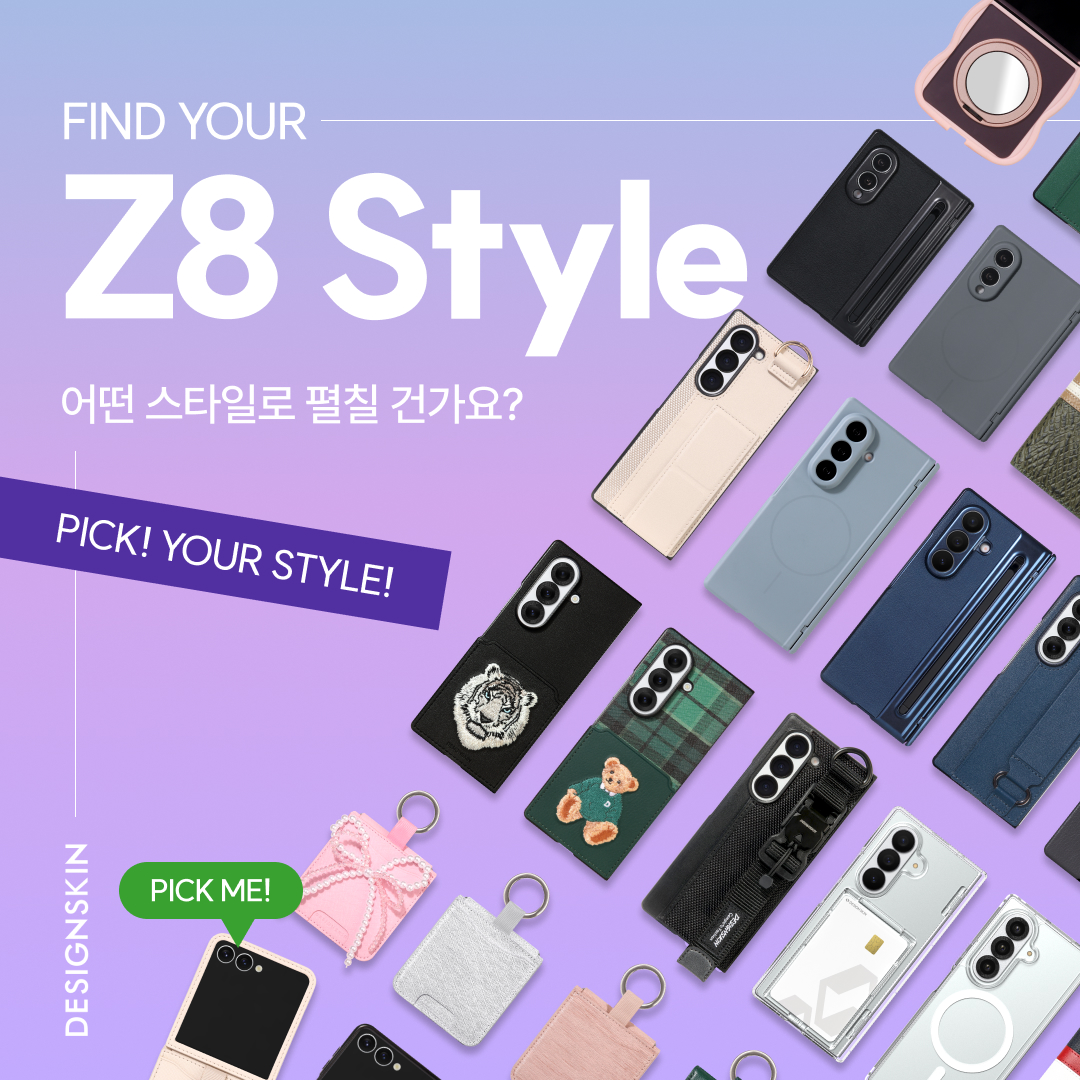 FIND YOUR
Z8 Style
어떤 스타일로 펼칠 건가요?
PICK! YOUR STYLE!
PICK ME!
DESIGNSKIN
DESIGNSKIN